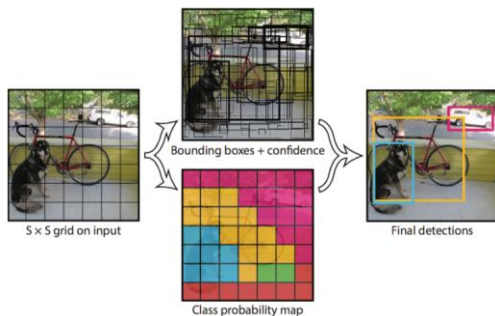 Bounding boxes + confidence
S × S grid on input
Final detections
Class probability map